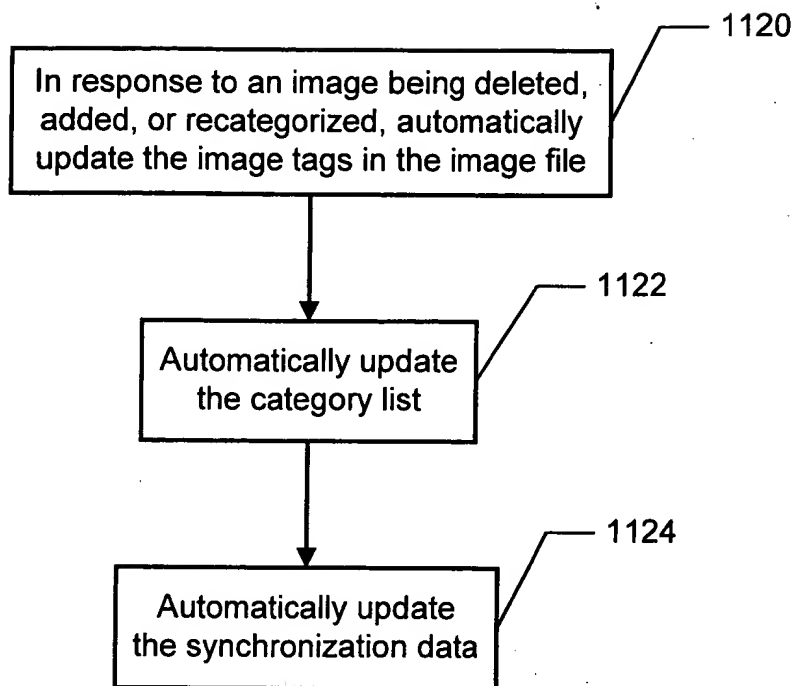 1120
In response to an image being deleted,
added, or recategorized, automatically
update the image tags in the image file
1122
Automatically update
the category list
1124
Automatically update
the synchronization data